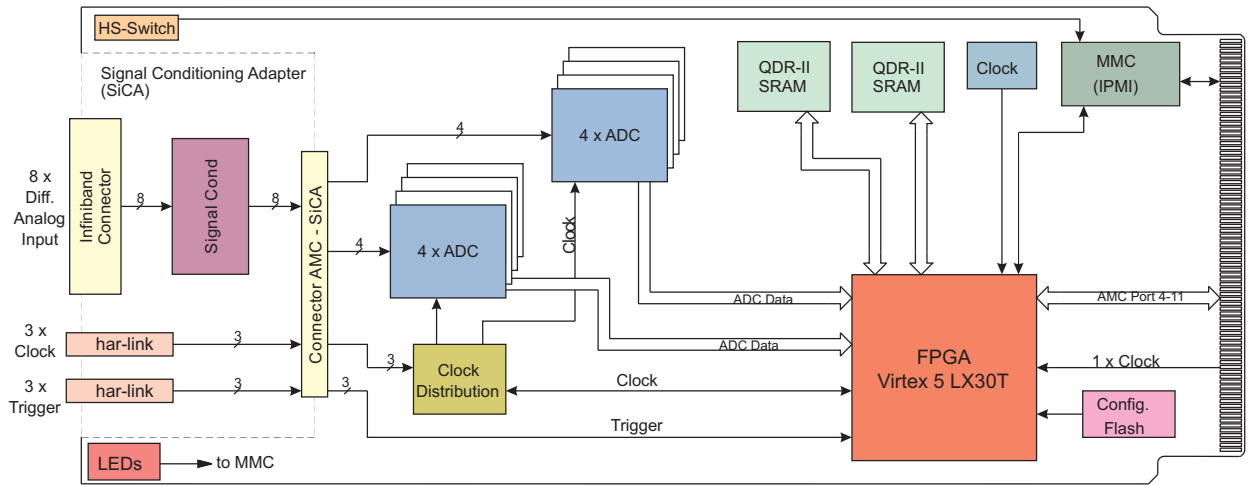 HS-Switch
Signal Conditioning Adapter
(SiCA)
8 x
Diff.
Analog
Input
Infiniband
Connector
8
Signal Cond
8
Connector AMC - SiCA
4
4 x ADC
4
4 x ADC
Clock
QDR-II
SRAM
QDR-II
SRAM
Clock
MMC
(IPMI)
ADC Data
ADC Data
AMC Port 4-11
3 x
Clock
har-link
3
3
Clock
Distribution
Clock
FPGA
Virtex 5 LX30T
1 x Clock
3 x
Trigger
har-link
3
3
Trigger
Config.
Flash
LEDs
to MMC